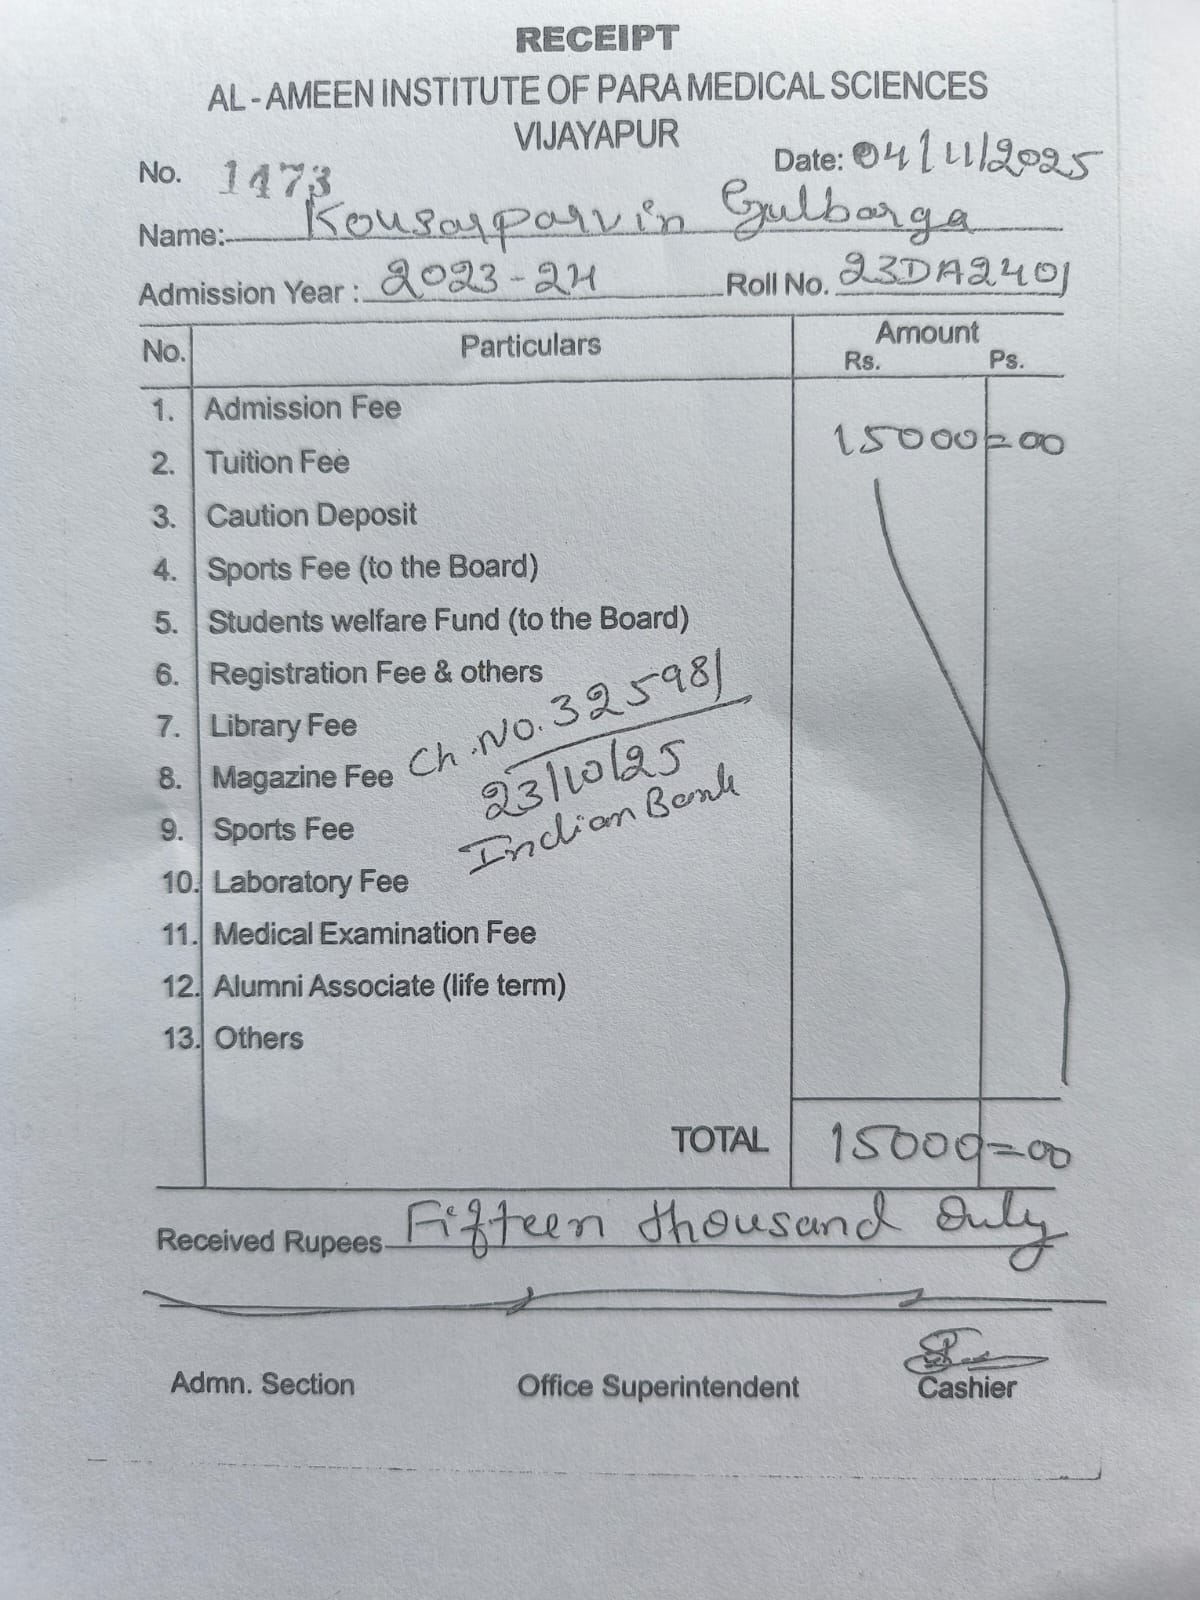 RECEIPT
AL-AMEEN INSTITUTE OF PARA MEDICAL SCIENCES
VIJAYAPUR
No. 1473 Date: 04/11/2025
Name: Kousarparvin Gulbarga
Admission Year : 2023-24 Roll No. 23DA2401
No. Particulars Amount
Rs. Ps.
1. Admission Fee
15000=00
2. Tuition Fee
3. Caution Deposit
4. Sports Fee (to the Board)
5. Students welfare Fund (to the Board)
6. Registration Fee & others
7. Library Fee
Ch.No. 325981
8. Magazine Fee
23/10/25
9. Sports Fee
Indian Bank
10. Laboratory Fee
11. Medical Examination Fee
12. Alumni Associate (life term)
13. Others
TOTAL 15000=00
Received Rupees Fifteen thousand Only
Admn. Section Office Superintendent Cashier